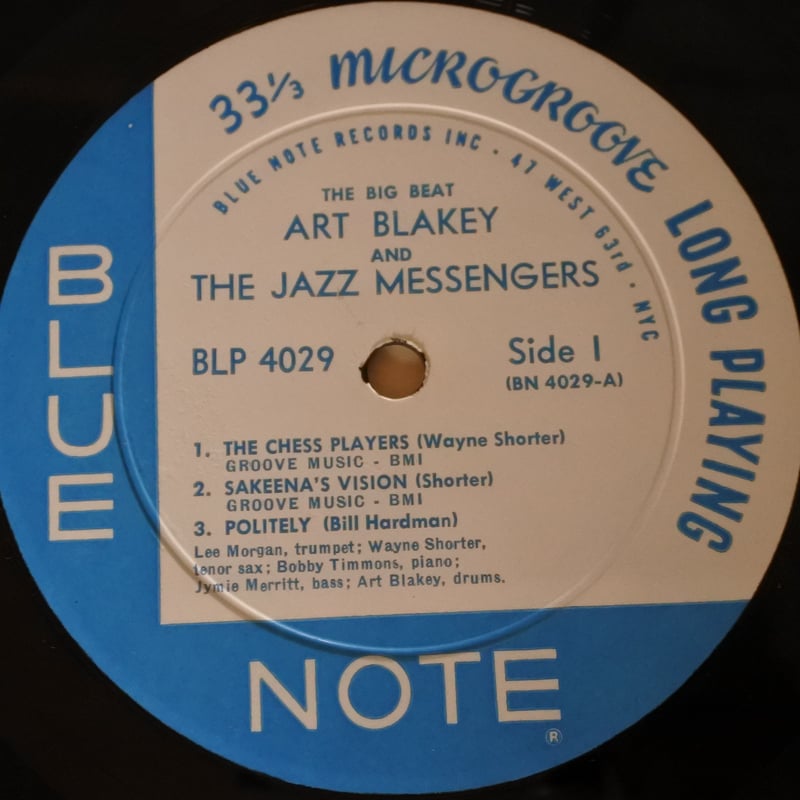 33⅓ MICROGROOVE LONG PLAYING
BLUE NOTE RECORDS INC · 47 WEST 63rd · NYC
THE BIG BEAT
ART BLAKEY
AND
THE JAZZ MESSENGERS
BLP 4029
Side 1
(BN 4029-A)
1. THE CHESS PLAYERS (Wayne Shorter)
GROOVE MUSIC - BMI
2. SAKEENA'S VISION (Shorter)
GROOVE MUSIC - BMI
3. POLITELY (Bill Hardman)
Lee Morgan, trumpet; Wayne Shorter,
tenor sax; Bobby Timmons, piano;
Jymie Merritt, bass; Art Blakey, drums.
BLUE
NOTE
®